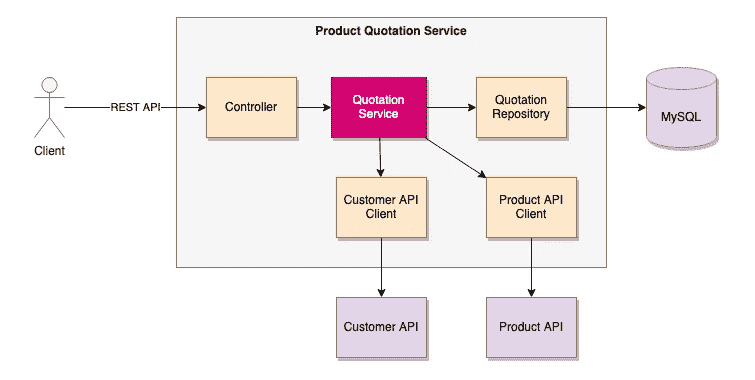 Product Quotation Service
REST API
Controller
Quotation
Service
Quotation
Repository
MySQL
Client
Customer API
Client
Product API
Client
Customer API
Product API